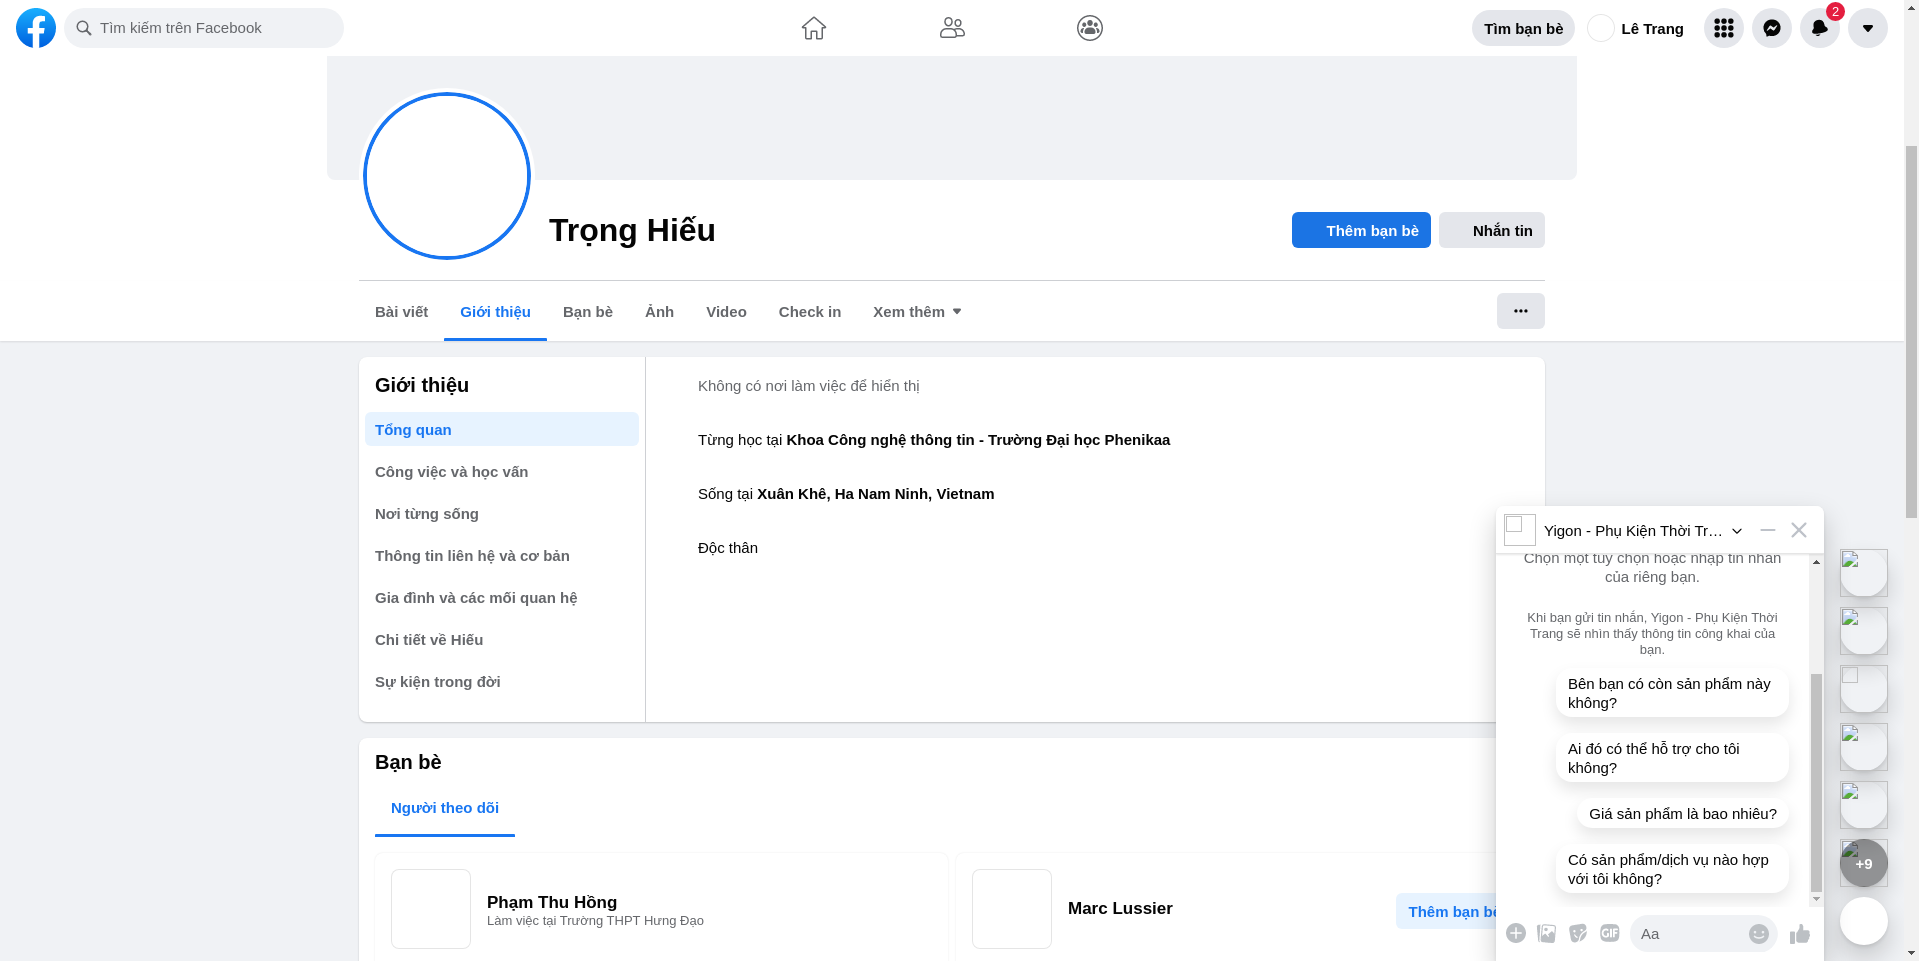 Tìm kiếm trên Facebook
Tìm bạn bè
Lê Trang
2
Trọng Hiếu
Thêm bạn bè
Nhắn tin
Bài viết
Giới thiệu
Bạn bè
Ảnh
Video
Check in
Xem thêm
Giới thiệu
Tổng quan
Công việc và học vấn
Nơi từng sống
Thông tin liên hệ và cơ bản
Gia đình và các mối quan hệ
Chi tiết về Hiếu
Sự kiện trong đời
Không có nơi làm việc để hiển thị
Từng học tại Khoa Công nghệ thông tin - Trường Đại học Phenikaa
Sống tại Xuân Khê, Ha Nam Ninh, Vietnam
Độc thân
Bạn bè
Người theo dõi
Phạm Thu Hồng
Làm việc tại Trường THPT Hưng Đạo
Marc Lussier
Thêm bạn bè
Yigon - Phụ Kiện Thời Tr...
Chọn một tùy chọn hoặc nhập tin nhắn
của riêng bạn.
Khi bạn gửi tin nhắn, Yigon - Phụ Kiện Thời
Trang sẽ nhìn thấy thông tin công khai của
bạn.
Bên bạn có còn sản phẩm này
không?
Ai đó có thể hỗ trợ cho tôi
không?
Giá sản phẩm là bao nhiêu?
Có sản phẩm/dịch vụ nào hợp
với tôi không?
GIF
Aa
+9